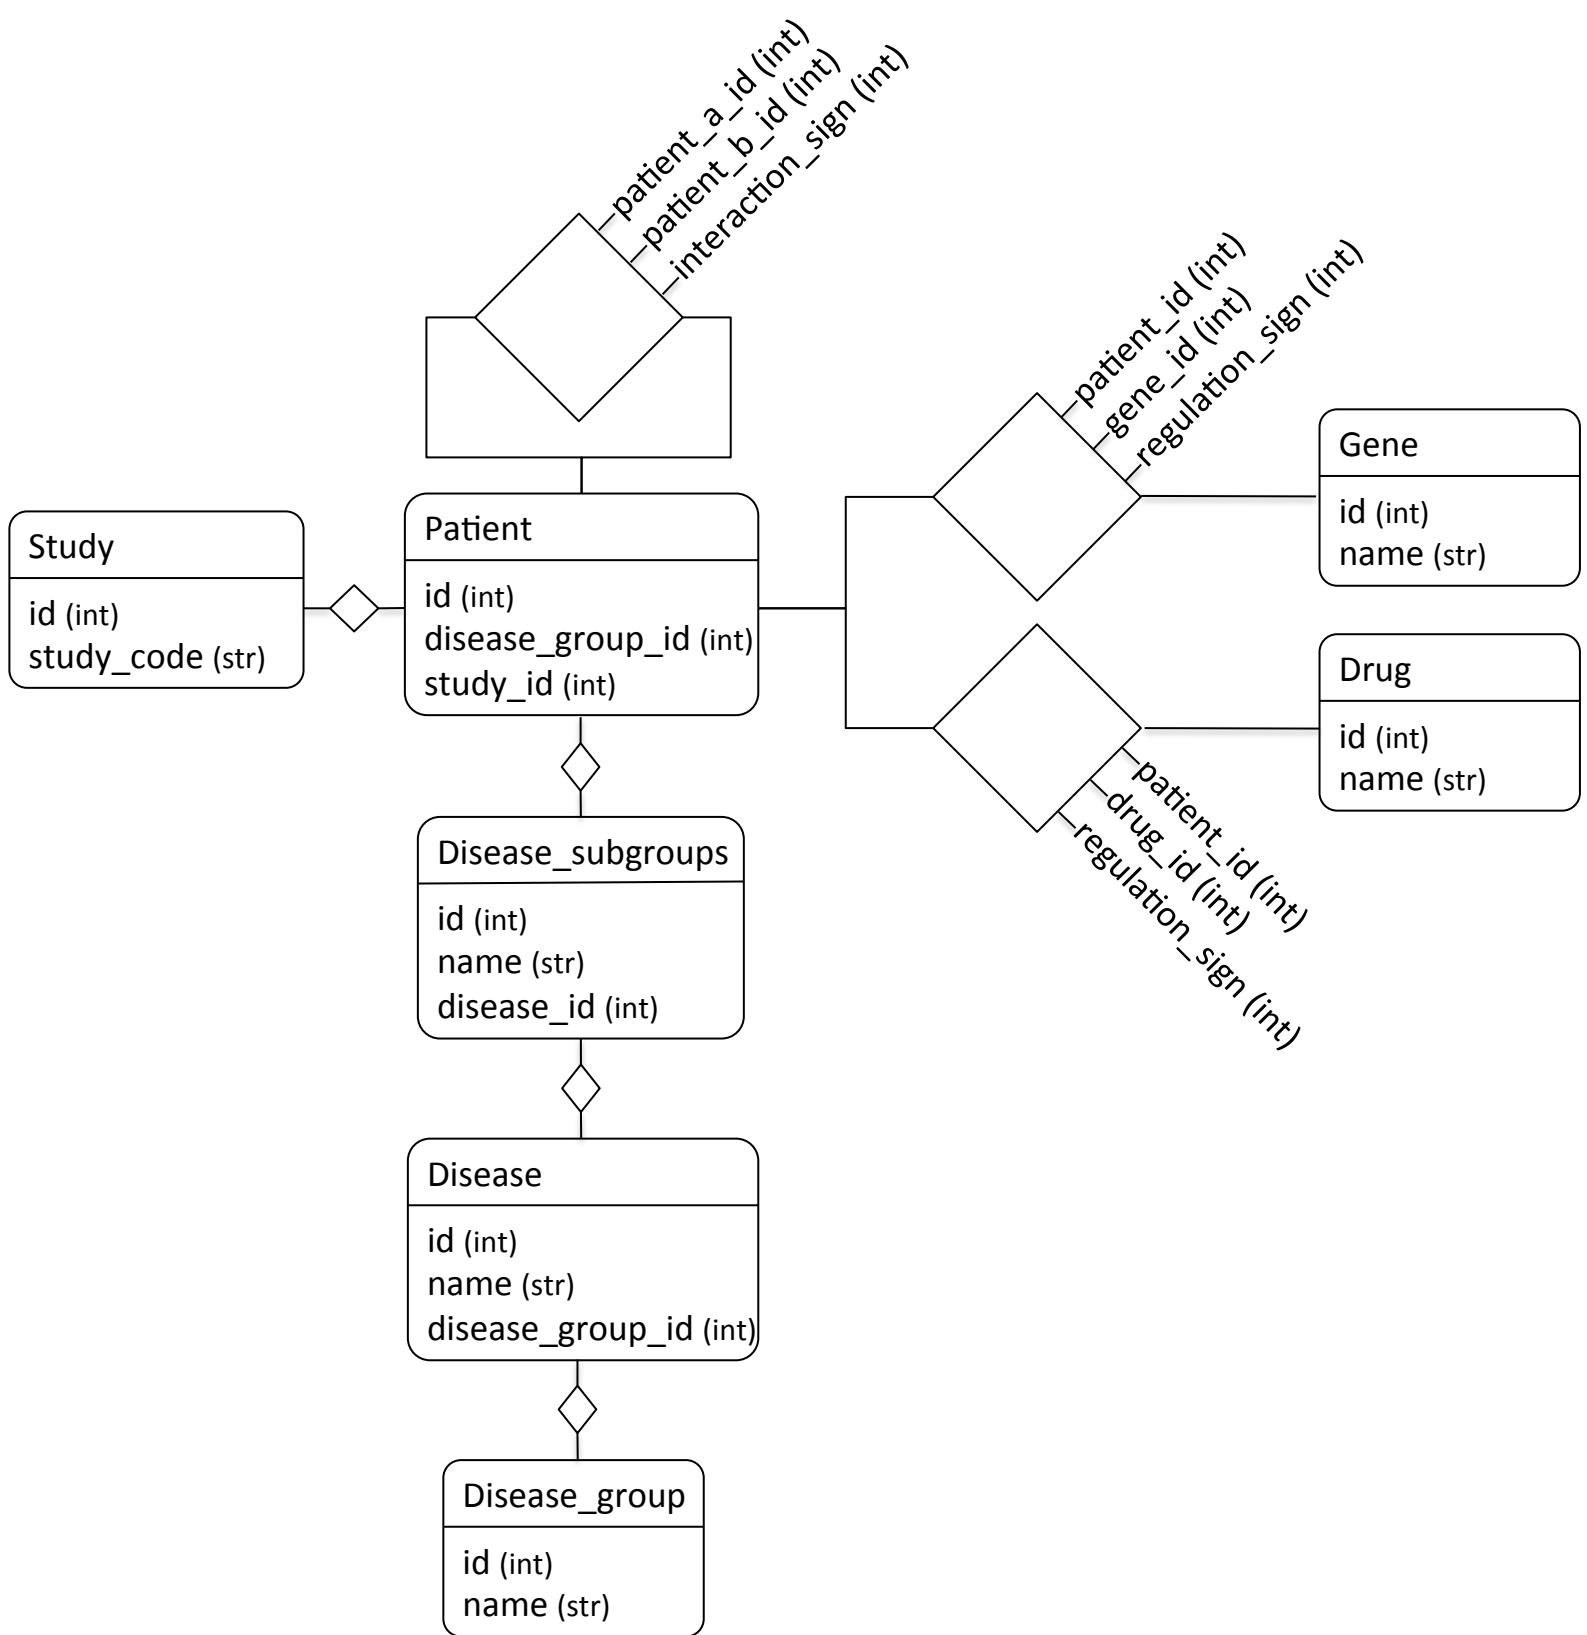 patient_a_id (int)
patient_b_id (int)
interaction_sign (int)
patient_id (int)
gene_id (int)
regulation_sign (int)
Gene
id (int)
name (str)
Study
id (int)
study_code (str)
Patient
id (int)
disease_group_id (int)
study_id (int)
Drug
id (int)
name (str)
patient_id (int)
drug_id (int)
regulation_sign (int)
Disease_subgroups
id (int)
name (str)
disease_id (int)
Disease
id (int)
name (str)
disease_group_id (int)
Disease_group
id (int)
name (str)